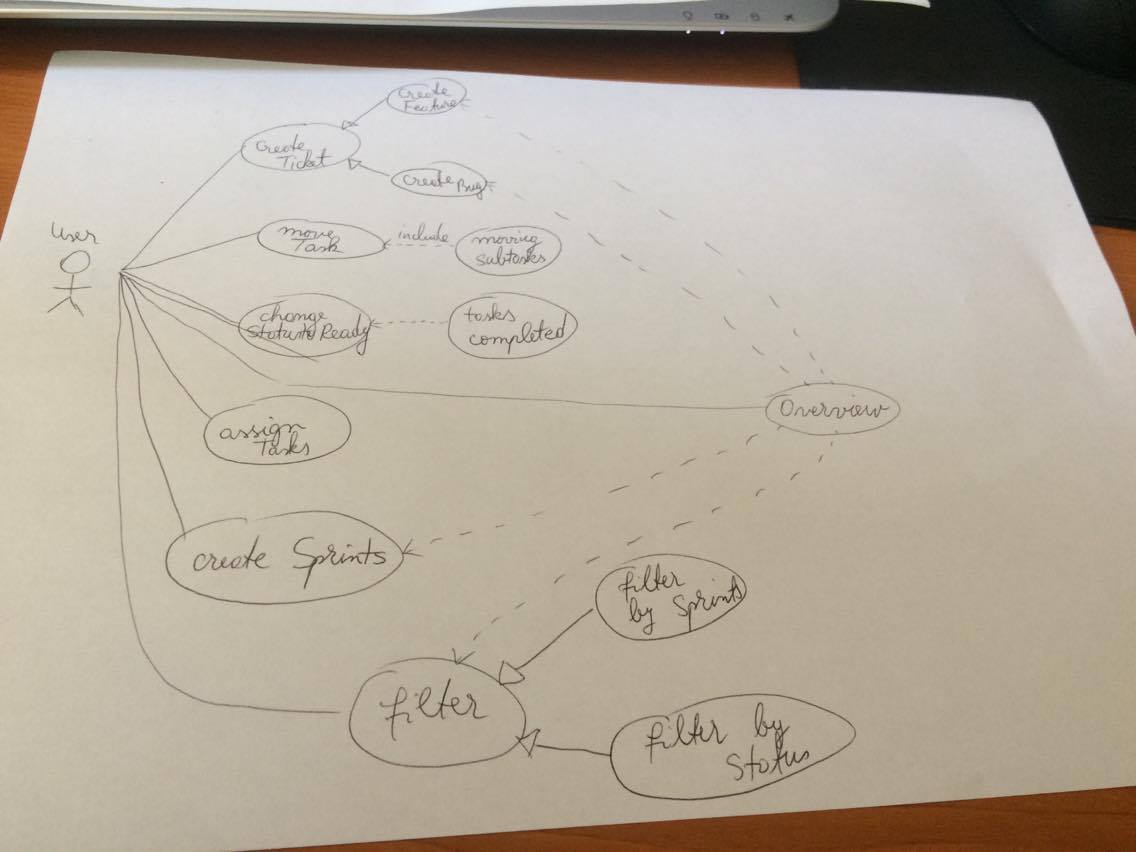 create
Feature
create
Ticket
create Bug
User
move
Task
include
moving
subtasks
change
Status to Ready
tasks
completed
Overview
assign
Tasks
create Sprints
filter
by Sprints
filter
filter by
Status